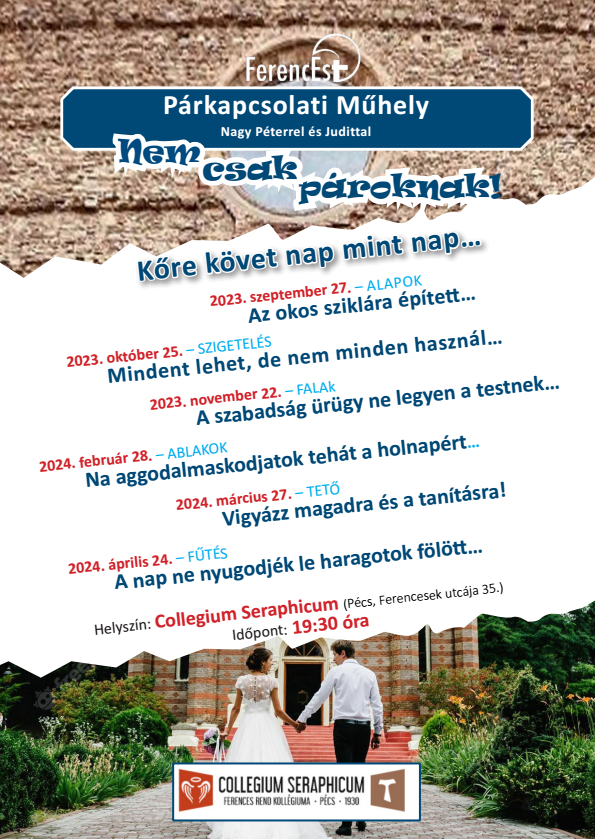 FerencEst
Párkapcsolati Műhely
Nagy Péterrel és Judittal
Nem csak pároknak!
Kőre követ nap mint nap...
2023. szeptember 27. – ALAPOK
Az okos sziklára épített...
2023. október 25. – SZIGETELÉS
Mindent lehet, de nem minden használ...
2023. november 22. – FALAk
A szabadság ürügy ne legyen a testnek...
2024. február 28. – ABLAKOK
Na aggodalmaskodjatok tehát a holnapért...
2024. március 27. – TETŐ
Vigyázz magadra és a tanításra!
2024. április 24. – FŰTÉS
A nap ne nyugodjék le haragotok fölött...
Helyszín: Collegium Seraphicum (Pécs, Ferencesek utcája 35.)
Időpont: 19:30 óra
COLLEGIUM SERAPHICUM
FERENCES REND KOLLÉGIUMA • PÉCS • 1930